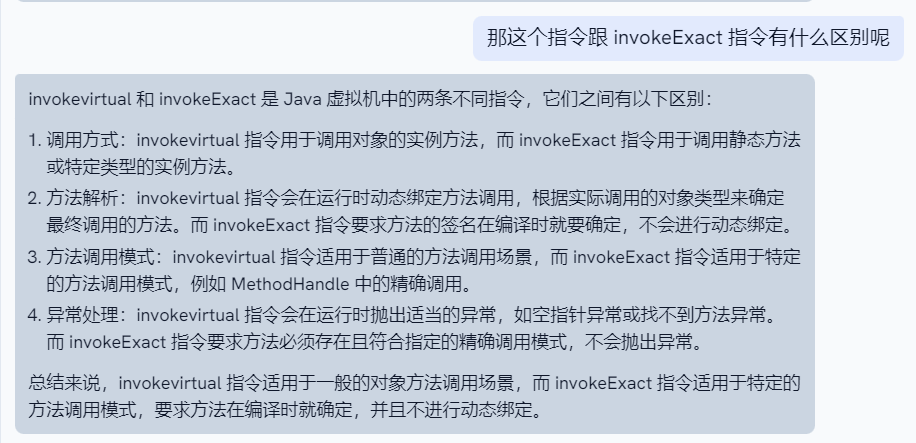 那这个指令跟 invokeExact 指令有什么区别呢
invokevirtual 和 invokeExact 是 Java 虚拟机中的两条不同指令，它们之间有以下区别：
1. 调用方式：invokevirtual 指令用于调用对象的实例方法，而 invokeExact 指令用于调用静态方法
或特定类型的实例方法。
2. 方法解析：invokevirtual 指令会在运行时动态绑定方法调用，根据实际调用的对象类型来确定
最终调用的方法。而 invokeExact 指令要求方法的签名在编译时就要确定，不会进行动态绑定。
3. 方法调用模式：invokevirtual 指令适用于普通的方法调用场景，而 invokeExact 指令适用于特定
的方法调用模式，例如 MethodHandle 中的精确调用。
4. 异常处理：invokevirtual 指令会在运行时抛出适当的异常，如空指针异常或找不到方法异常。
而 invokeExact 指令要求方法必须存在且符合指定的精确调用模式，不会抛出异常。
总结来说，invokevirtual 指令适用于一般的对象方法调用场景，而 invokeExact 指令适用于特定的
方法调用模式，要求方法在编译时就确定，并且不进行动态绑定。